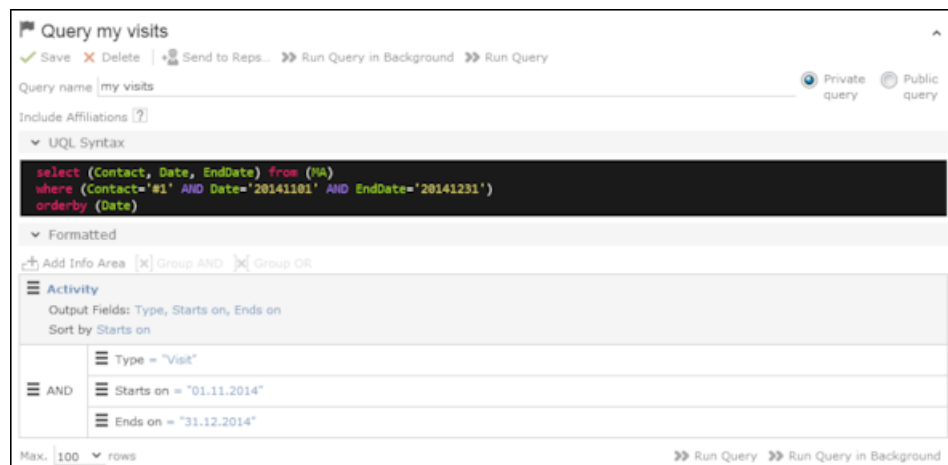 Query my visits
Save Delete Send to Reps... Run Query in Background Run Query
Query name my visits Private query Public query
Include Affiliations ?
UQL Syntax
select (Contact, Date, EndDate) from (MA)
where (Contact='#1' AND Date='20141101' AND EndDate='20141231')
orderby (Date)
Formatted
Add Info Area Group AND Group OR
Activity
Output Fields: Type, Starts on, Ends on
Sort by Starts on
Type = "Visit"
AND Starts on = "01.11.2014"
Ends on = "31.12.2014"
Max. 100 rows Run Query Run Query in Background